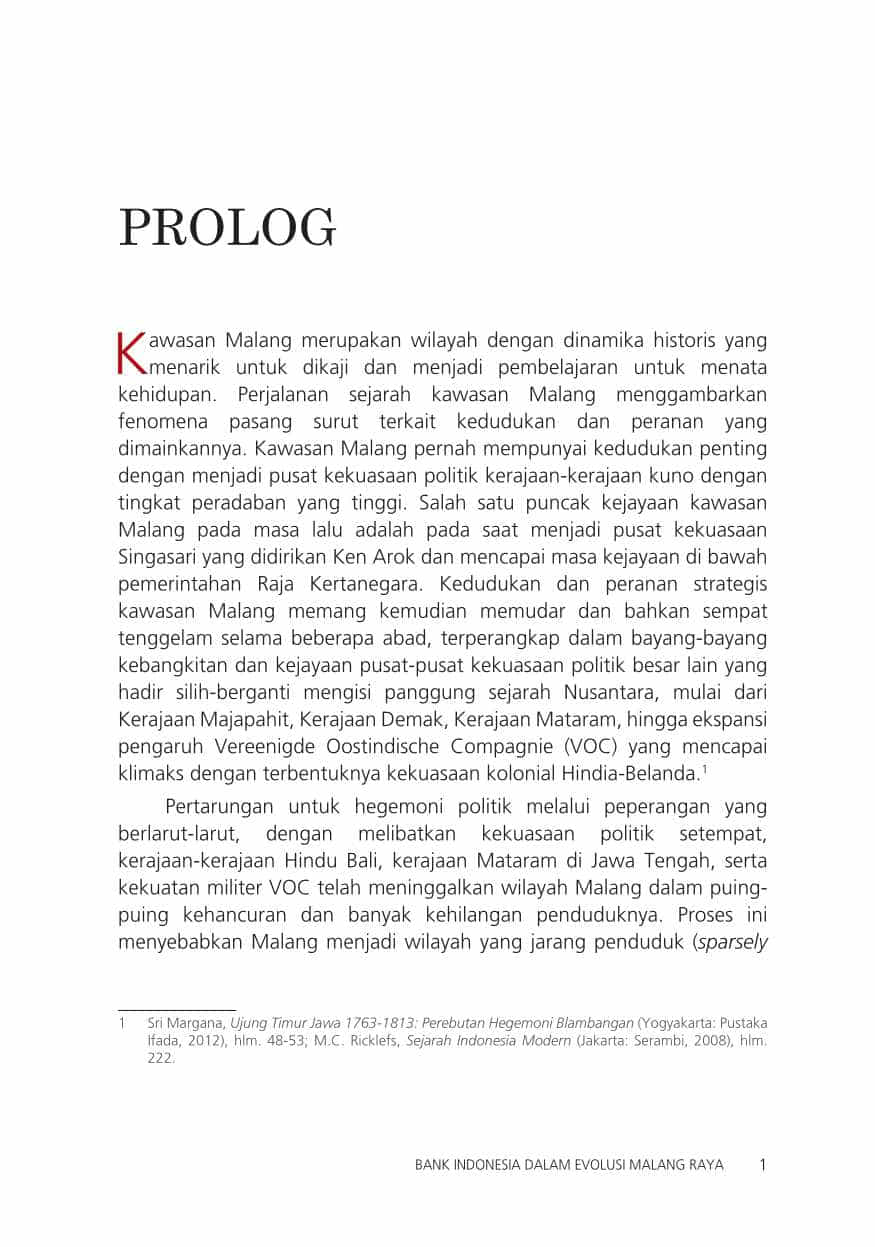 PROLOG
Kawasan Malang merupakan wilayah dengan dinamika historis yang
menarik untuk dikaji dan menjadi pembelajaran untuk menata
kehidupan. Perjalanan sejarah kawasan Malang menggambarkan
fenomena pasang surut terkait kedudukan dan peranan yang
dimainkannya. Kawasan Malang pernah mempunyai kedudukan penting
dengan menjadi pusat kekuasaan politik kerajaan-kerajaan kuno dengan
tingkat peradaban yang tinggi. Salah satu puncak kejayaan kawasan
Malang pada masa lalu adalah pada saat menjadi pusat kekuasaan
Singasari yang didirikan Ken Arok dan mencapai masa kejayaan di bawah
pemerintahan Raja Kertanegara. Kedudukan dan peranan strategis
kawasan Malang memang kemudian memudar dan bahkan sempat
tenggelam selama beberapa abad, terperangkap dalam bayang-bayang
kebangkitan dan kejayaan pusat-pusat kekuasaan politik besar lain yang
hadir silih-berganti mengisi panggung sejarah Nusantara, mulai dari
Kerajaan Majapahit, Kerajaan Demak, Kerajaan Mataram, hingga ekspansi
pengaruh Vereenigde Oostindische Compagnie (VOC) yang mencapai
klimaks dengan terbentuknya kekuasaan kolonial Hindia-Belanda.1
Pertarungan untuk hegemoni politik melalui peperangan yang
berlarut-larut, dengan melibatkan kekuasaan politik setempat,
kerajaan-kerajaan Hindu Bali, kerajaan Mataram di Jawa Tengah, serta
kekuatan militer VOC telah meninggalkan wilayah Malang dalam puing-
puing kehancuran dan banyak kehilangan penduduknya. Proses ini
menyebabkan Malang menjadi wilayah yang jarang penduduk (sparsely
1 Sri Margana, Ujung Timur Jawa 1763-1813: Perebutan Hegemoni Blambangan (Yogyakarta: Pustaka
Ifada, 2012), hlm. 48-53; M.C. Ricklefs, Sejarah Indonesia Modern (Jakarta: Serambi, 2008), hlm.
222.
BANK INDONESIA DALAM EVOLUSI MALANG RAYA 1